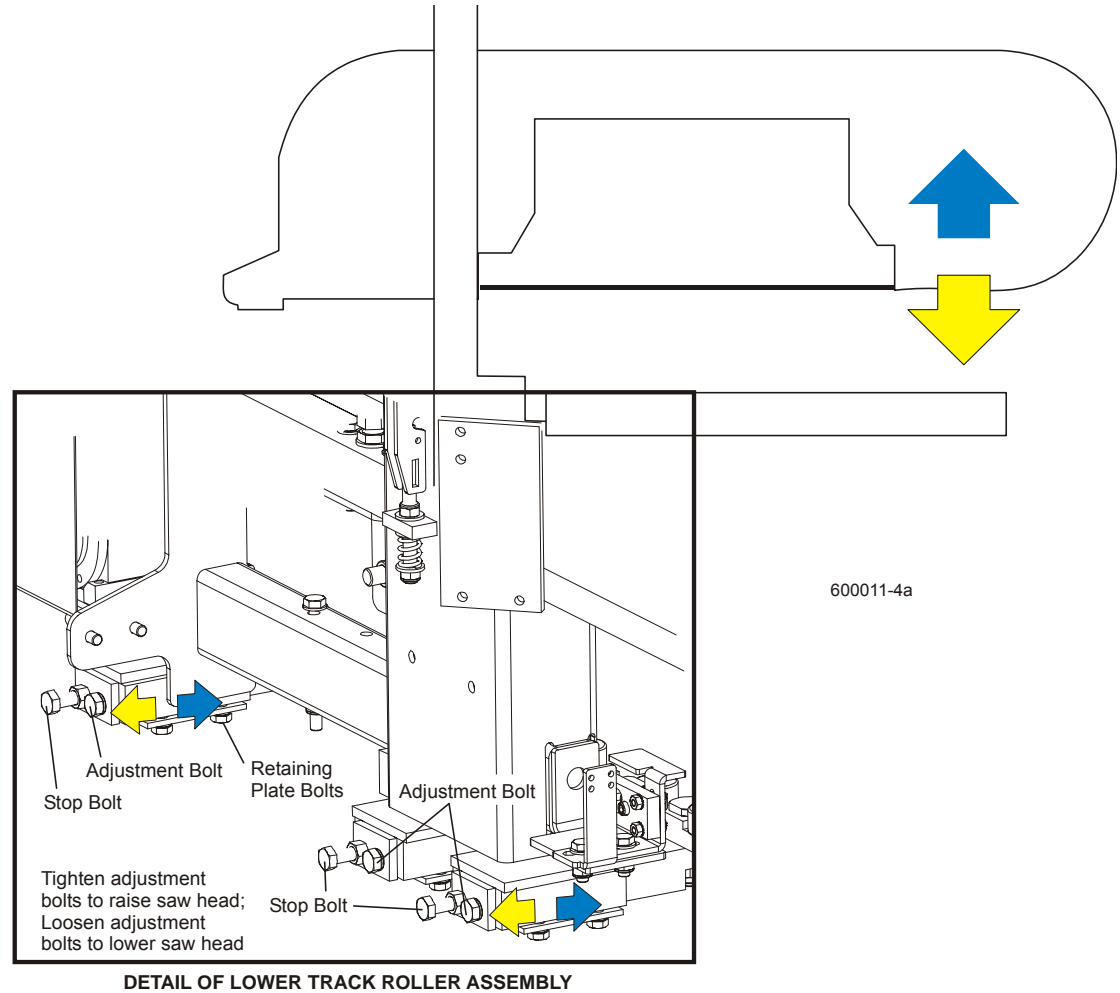 600011-4a
Adjustment Bolt
Stop Bolt
Retaining
Plate Bolts
Adjustment Bolt
Stop Bolt
Tighten adjustment
bolts to raise saw head;
Loosen adjustment
bolts to lower saw head
DETAIL OF LOWER TRACK ROLLER ASSEMBLY